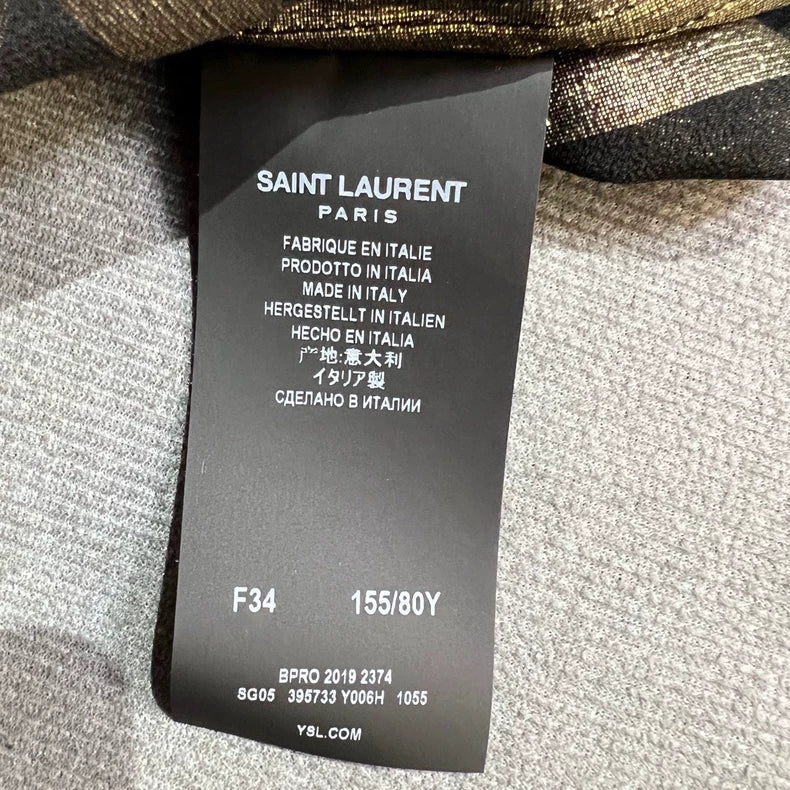 SAINT LAURENT
PARIS
FABRIQUE EN ITALIE
PRODOTTO IN ITALIA
MADE IN ITALY
HERGESTELLT IN ITALIEN
HECHO EN ITALIA
产地:意大利
イタリア製
СДЕЛАНО В ИТАЛИИ
F34 155/80Y
BPRO 2019 2374
SG05 395733 Y006H 1055
YSL.COM